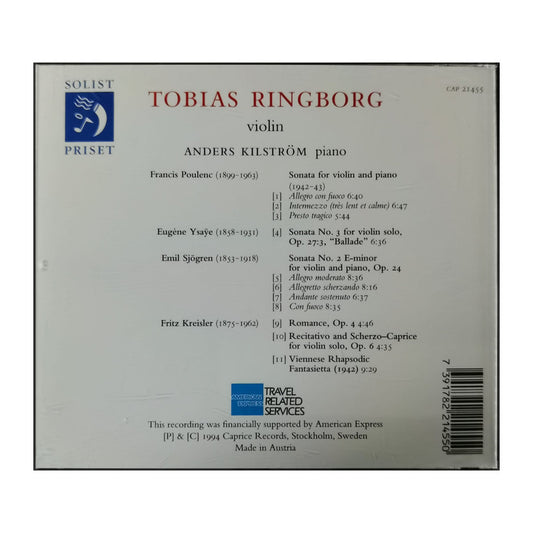 SOLIST
PRISET
CAP 21455
TOBIAS RINGBORG
violin
ANDERS KILSTRÖM piano
Francis Poulenc (1899–1963) Sonata for violin and piano
(1942–43)
[1] Allegro con fuoco 6:40
[2] Intermezzo (très lent et calme) 6:47
[3] Presto tragico 5:44
Eugène Ysaÿe (1858–1931) [4] Sonata No. 3 for violin solo,
Op. 27:3, "Ballade" 6:36
Emil Sjögren (1853–1918) Sonata No. 2 E-minor
for violin and piano, Op. 24
[5] Allegro moderato 8:36
[6] Allegretto scherzando 8:16
[7] Andante sostenuto 6:37
[8] Con fuoco 8:35
Fritz Kreisler (1875–1962) [9] Romance, Op. 4 4:46
[10] Recitativo and Scherzo–Caprice
for violin solo, Op. 6 4:35
[11] Viennese Rhapsodic
Fantasietta (1942) 9:29
AMERICAN EXPRESS
TRAVEL
RELATED
SERVICES
This recording was financially supported by American Express
[P] & [C] 1994 Caprice Records, Stockholm, Sweden
Made in Austria
7 391782 214550